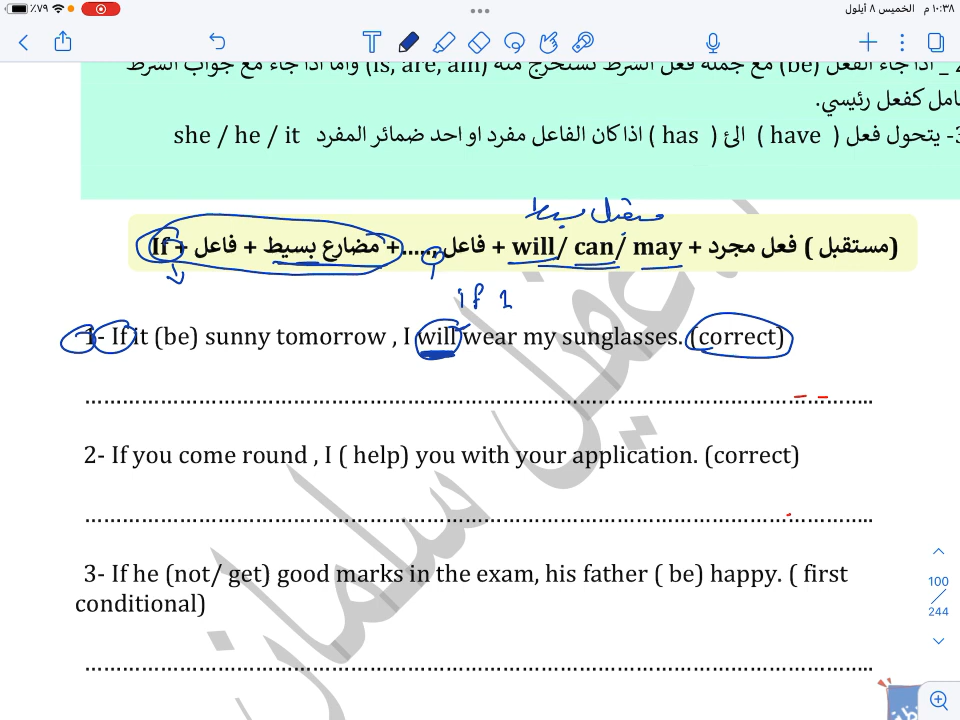 ١٠:٣٨ م الخميس ٨ أيلول
٪٧٩
2_ اذا جاء الفعل (be) مع جملة فعل الشرط نستخرج منه (is, are, am) واما اذا جاء مع جواب الشرط
كفعل رئيسي.
3- يتحول فعل ( have ) الئ ( has ) اذا كان الفاعل مفرد او احد ضمائر المفرد she / he / it
مستقبل بسيط
If + فاعل + مضارع بسيط +...., فاعل + will/ can/ may + فعل مجرد ( مستقبل)
if 1
1- If it (be) sunny tomorrow , I will wear my sunglasses. (correct)
2- If you come round , I ( help) you with your application. (correct)
3- If he (not/ get) good marks in the exam, his father ( be) happy. ( first
conditional)
100
244